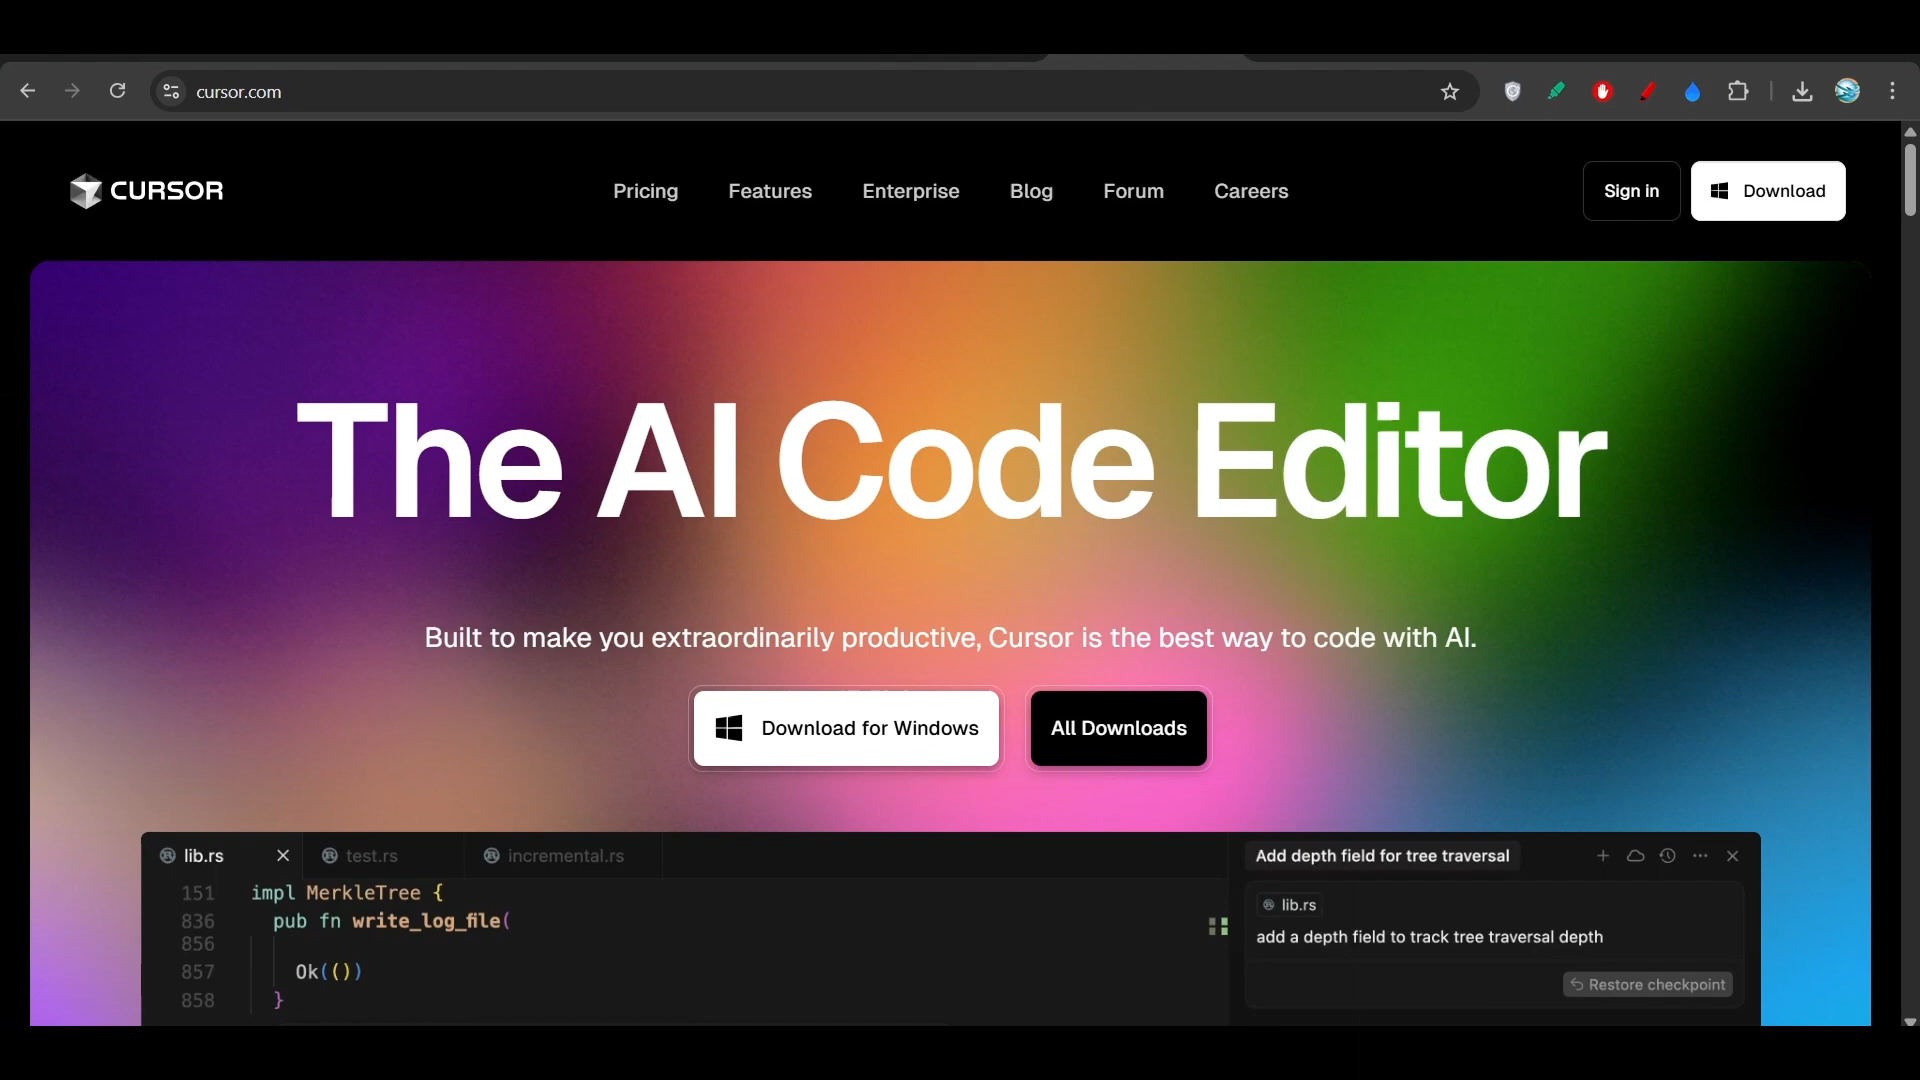 cursor.com
CURSOR
Pricing
Features
Enterprise
Blog
Forum
Careers
Sign in
Download
The AI Code Editor
Built to make you extraordinarily productive, Cursor is the best way to code with AI.
Download for Windows
All Downloads
lib.rs
test.rs
incremental.rs
151 impl MerkleTree {
836 pub fn write_log_file(
856
857 Ok(())
858 }
Add depth field for tree traversal
lib.rs
add a depth field to track tree traversal depth
Restore checkpoint